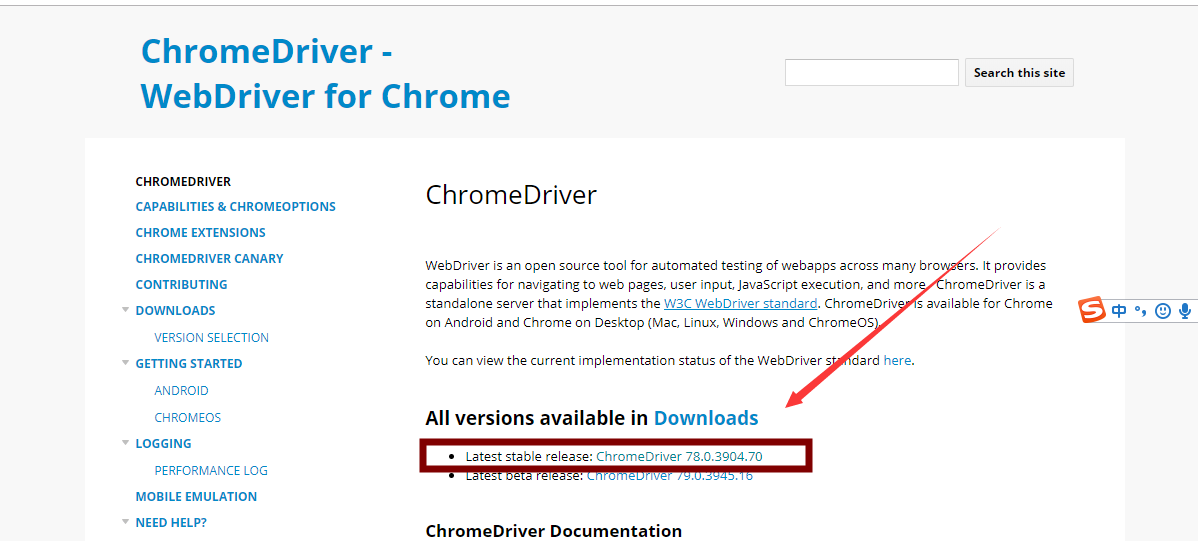 ChromeDriver -
WebDriver for Chrome
Search this site
CHROMEDRIVER
CAPABILITIES & CHROMEOPTIONS
CHROME EXTENSIONS
CHROMEDRIVER CANARY
CONTRIBUTING
DOWNLOADS
VERSION SELECTION
GETTING STARTED
ANDROID
CHROMEOS
LOGGING
PERFORMANCE LOG
MOBILE EMULATION
NEED HELP?
ChromeDriver
WebDriver is an open source tool for automated testing of webapps across many browsers. It provides
capabilities for navigating to web pages, user input, JavaScript execution, and more. ChromeDriver is a
standalone server that implements the W3C WebDriver standard. ChromeDriver is available for Chrome
on Android and Chrome on Desktop (Mac, Linux, Windows and ChromeOS).
You can view the current implementation status of the WebDriver standard here.
All versions available in Downloads
• Latest stable release: ChromeDriver 78.0.3904.70
• Latest beta release: ChromeDriver 79.0.3945.16
ChromeDriver Documentation
S 中 °,